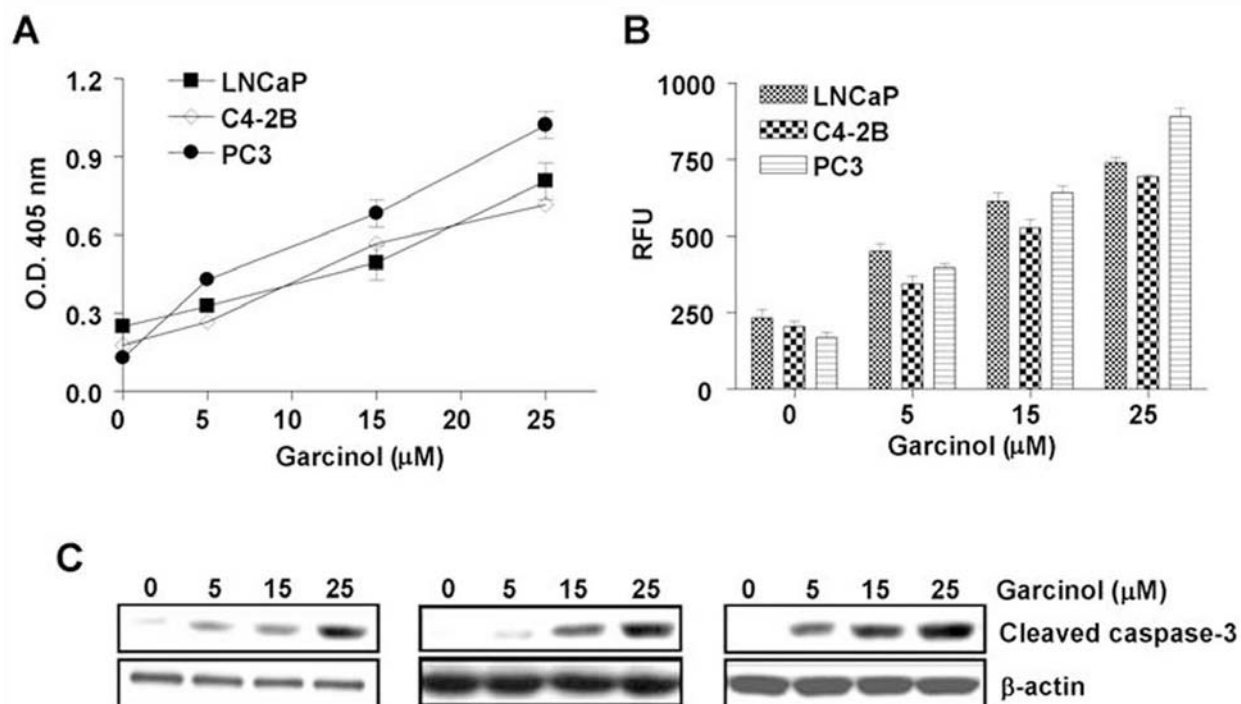 A
1.2
0.9
0.6
0.3
0.0
O.D. 405 nm
LNCaP
C4-2B
PC3
0 5 10 15 20 25
Garcinol (μM)
B
1000
750
500
250
0
RFU
LNCaP
C4-2B
PC3
0 5 15 25
Garcinol (μM)
C
0 5 15 25 0 5 15 25 0 5 15 25 Garcinol (μM)
Cleaved caspase-3
β-actin